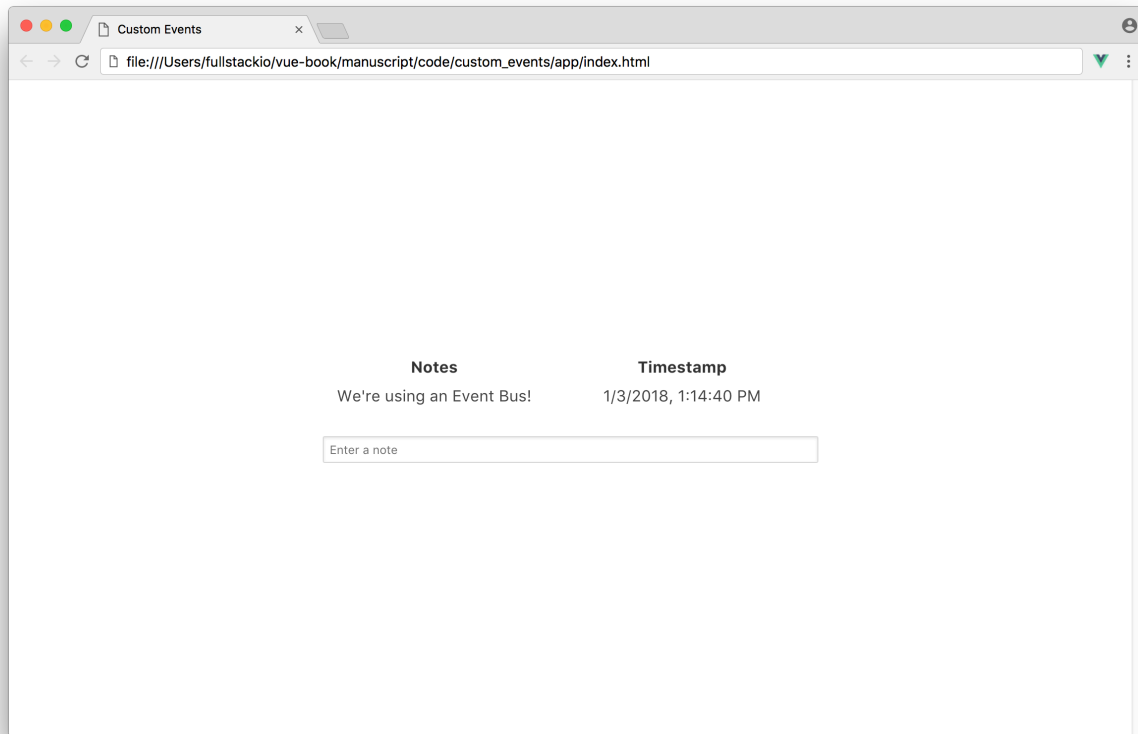 Custom Events
file:///Users/fullstackio/vue-book/manuscript/code/custom_events/app/index.html
Notes Timestamp
We're using an Event Bus! 1/3/2018, 1:14:40 PM
Enter a note